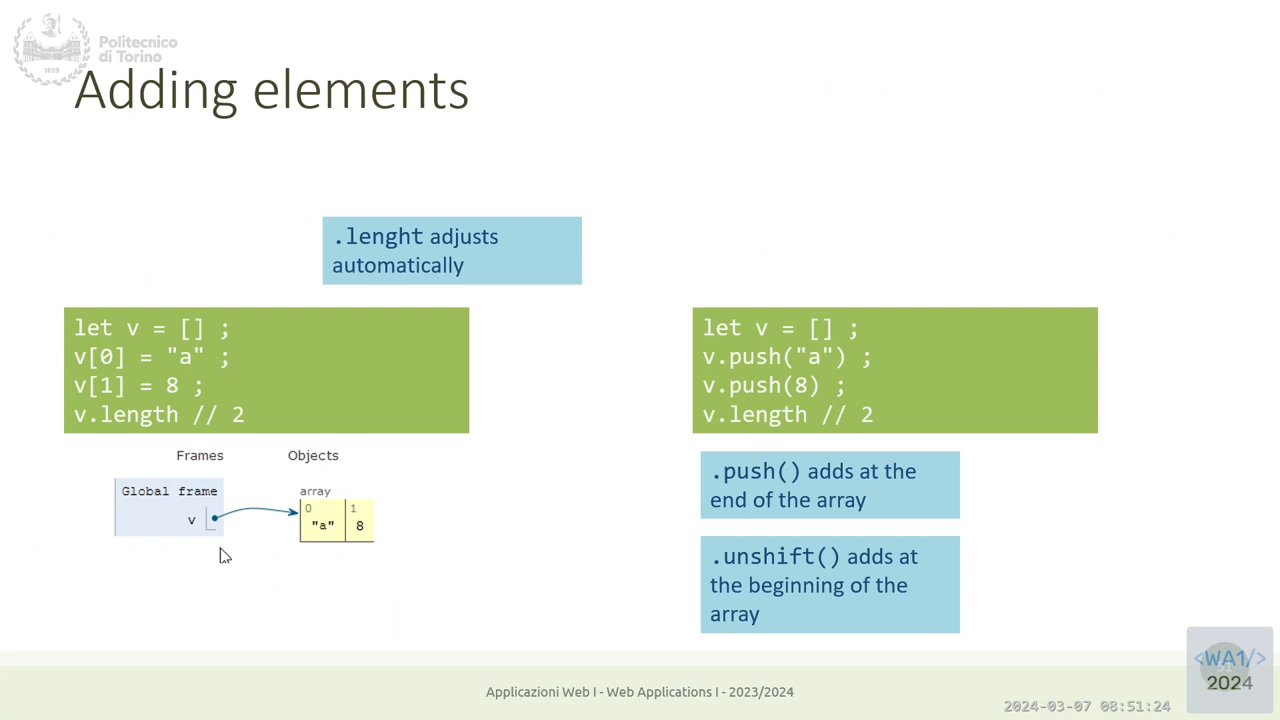 Politecnico
di Torino
1859
Adding elements
.lenght adjusts
automatically
let v = [] ;
v[0] = "a" ;
v[1] = 8 ;
v.length // 2
let v = [] ;
v.push("a") ;
v.push(8) ;
v.length // 2
Frames
Objects
Global frame
v
array
0 1
"a" 8
.push() adds at the
end of the array
.unshift() adds at
the beginning of the
array
Applicazioni Web I - Web Applications I - 2023/2024
<WA1/>
2024
2024-03-07 08:51:24